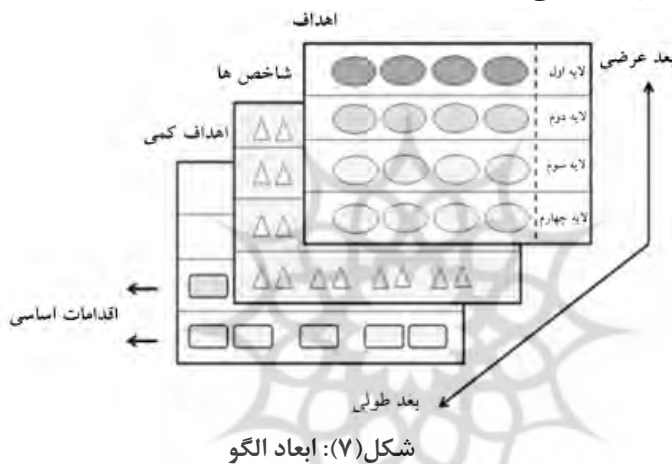 اهداف
بعد عرضی
شاخص ها
لایه اول
اهداف کمی
لایه دوم
لایه سوم
لایه چهارم
اقدامات اساسی
بعد طولی
شکل(۷): ابعاد الگو